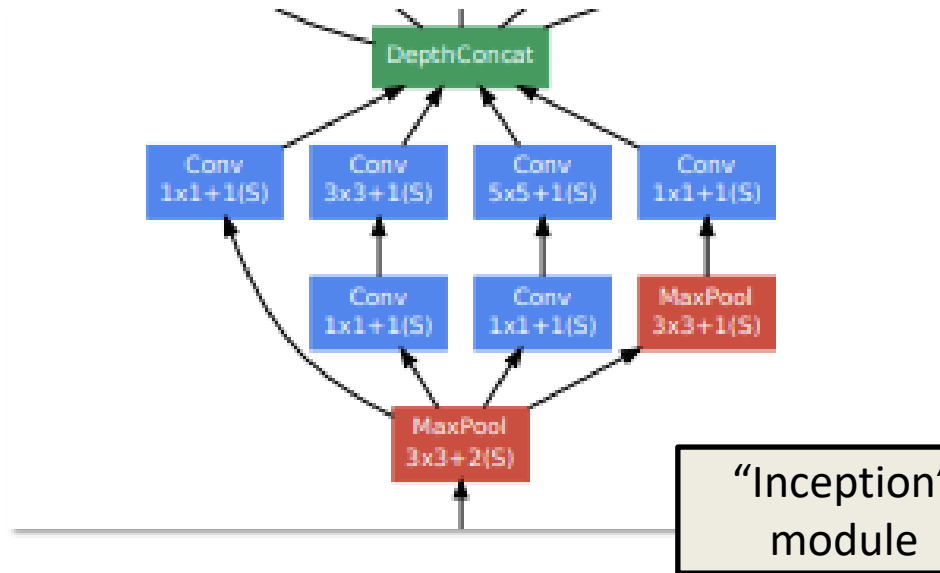 DepthConcat
Conv
1x1+1(S)
Conv
3x3+1(S)
Conv
5x5+1(S)
Conv
1x1+1(S)
Conv
1x1+1(S)
Conv
1x1+1(S)
MaxPool
3x3+1(S)
MaxPool
3x3+2(S)
“Inception”
module